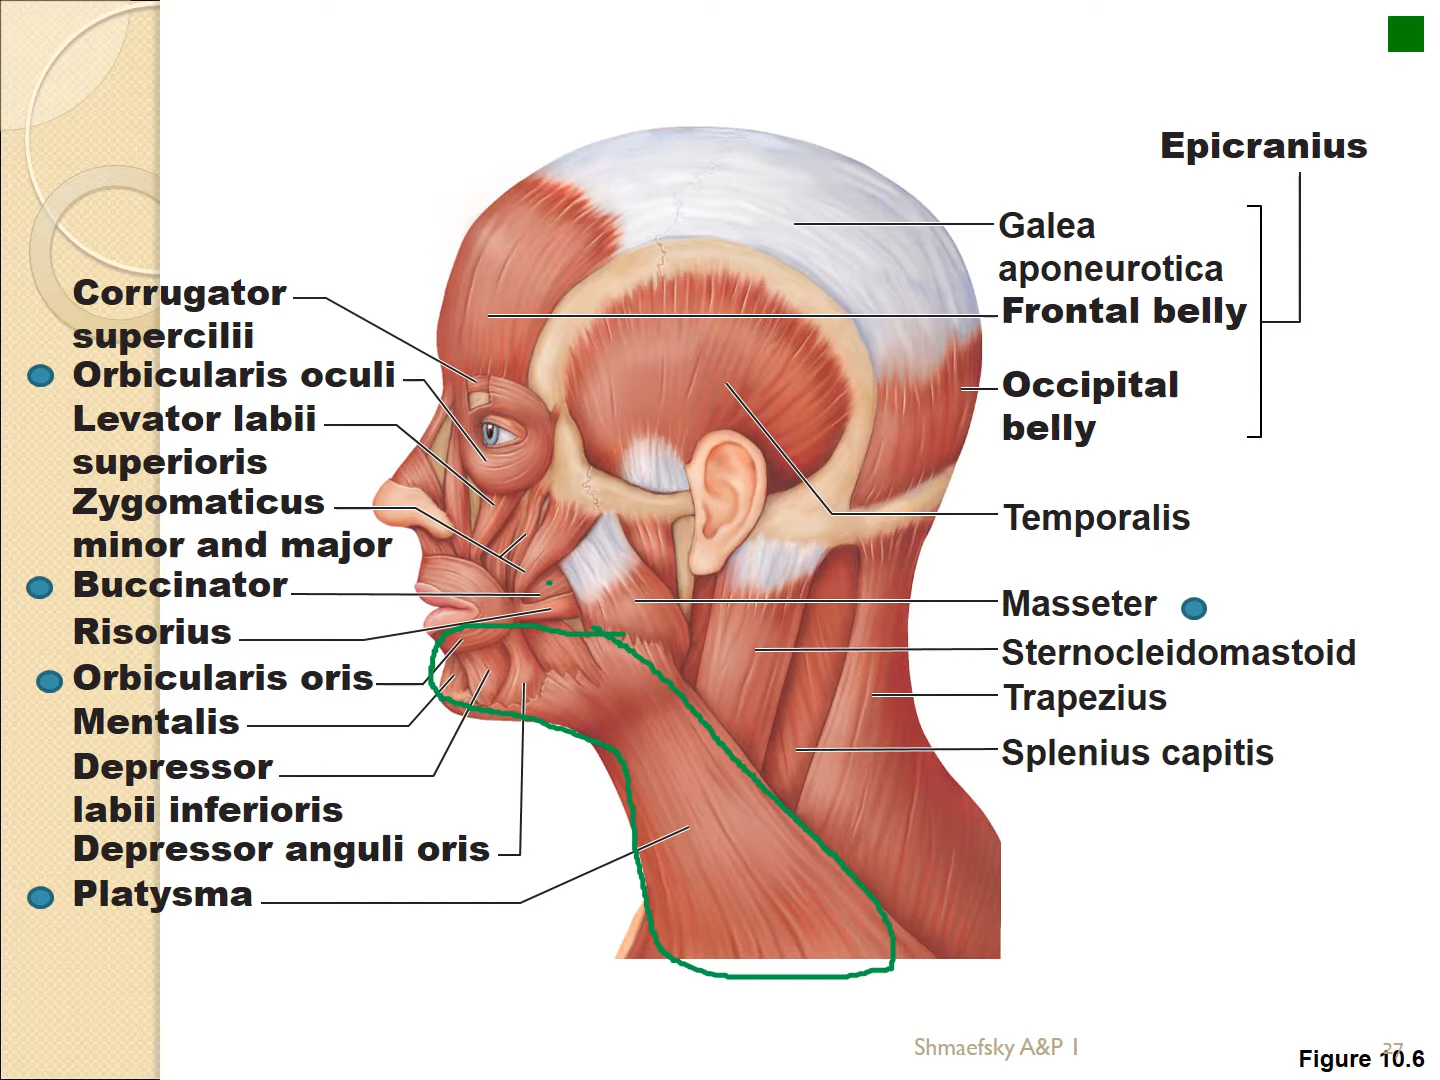 Epicranius
Galea
aponeurotica
Frontal belly
Occipital
belly
Temporalis
Masseter
Sternocleidomastoid
Trapezius
Splenius capitis
Corrugator
supercilii
Orbicularis oculi
Levator labii
superioris
Zygomaticus
minor and major
Buccinator
Risorius
Orbicularis oris
Mentalis
Depressor
labii inferioris
Depressor anguli oris
Platysma
Shmaefsky A&P 1
27
Figure 10.6